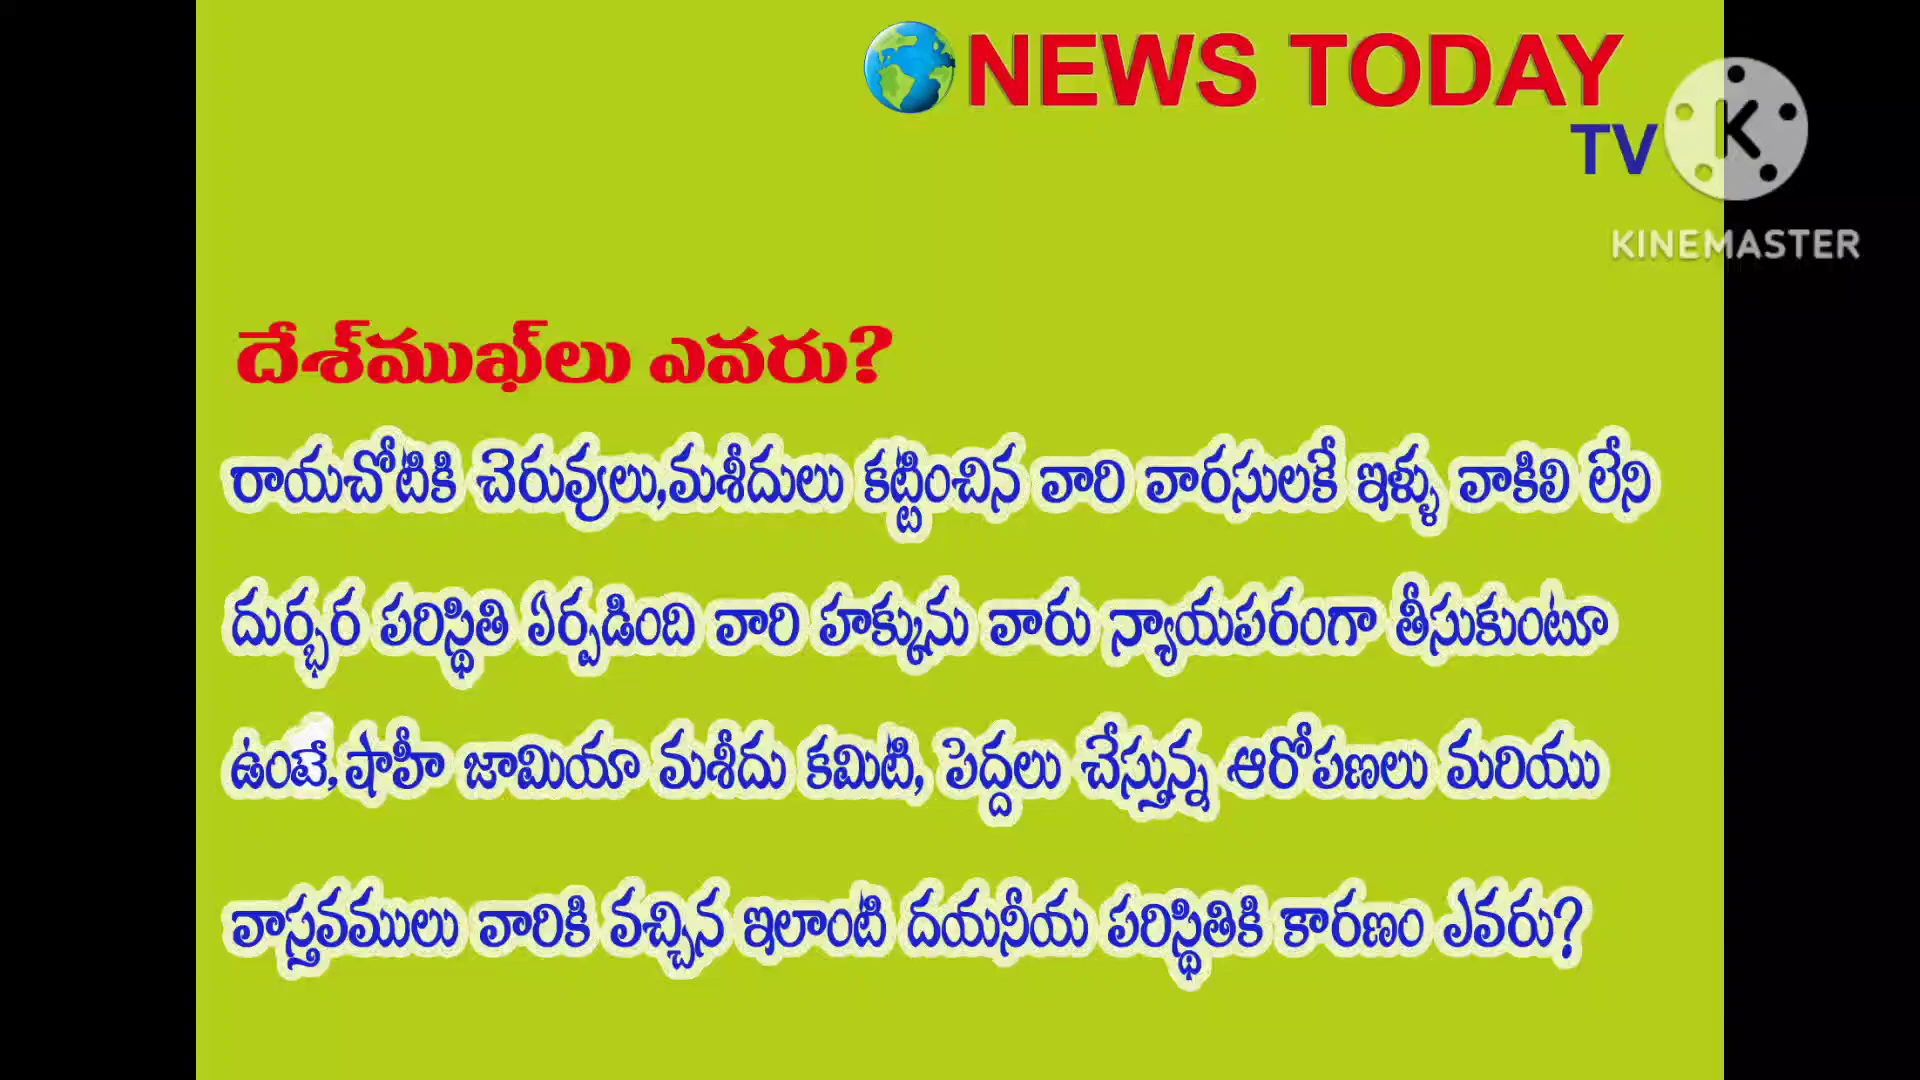 NEWS TODAY
TV
K
KINEMASTER
దేశ్‌ముఖ్‌లు ఎవరు?
రాయచోటికి చెరువులు,మశీదులు కట్టించిన వారి వారసులకే ఇళ్ళు వాకిలి లేని
దుర్భర పరిస్థితి ఏర్పడింది వారి హక్కును వారు న్యాయపరంగా తీసుకుంటూ
ఉంటే, షాహీ జామియా మశీదు కమిటి, పెద్దలు చేస్తున్న ఆరోపణలు మరియు
వాస్తవములు వారికి వచ్చిన ఇలాంటి దయనీయ పరిస్థితికి కారణం ఎవరు?